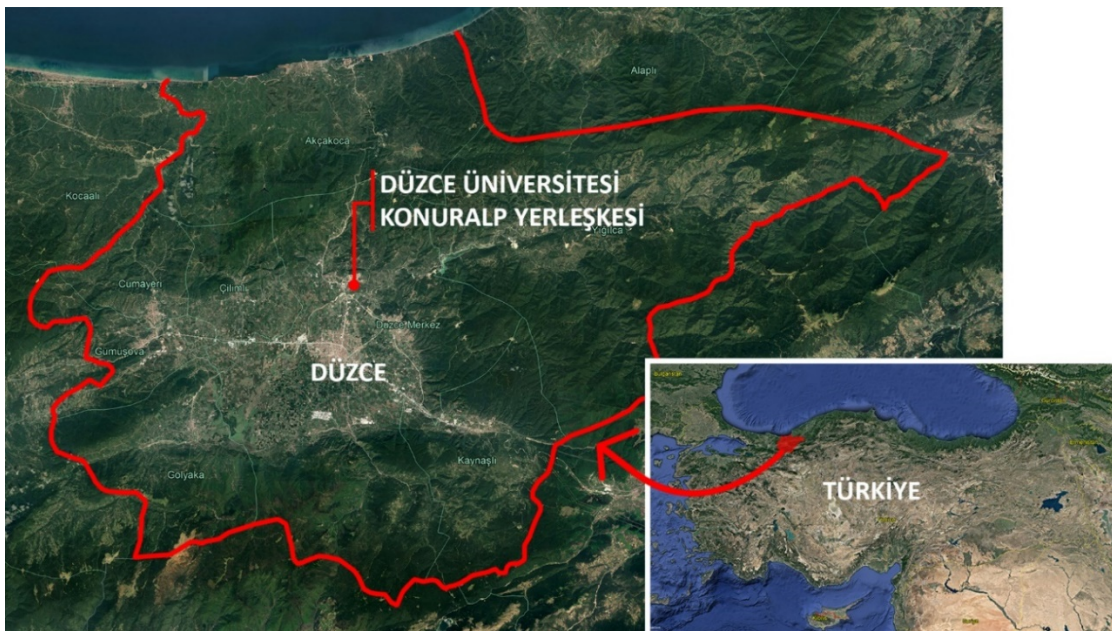 Alaplı
Akçakoca
DÜZCE ÜNİVERSİTESİ
KONURALP YERLEŞKESİ
Kocaali
Yığılca
Cumayeri
Çilimli
Düzce Merkez
Gümüşova
DÜZCE
Kaynaşlı
Gölyaka
TÜRKİYE